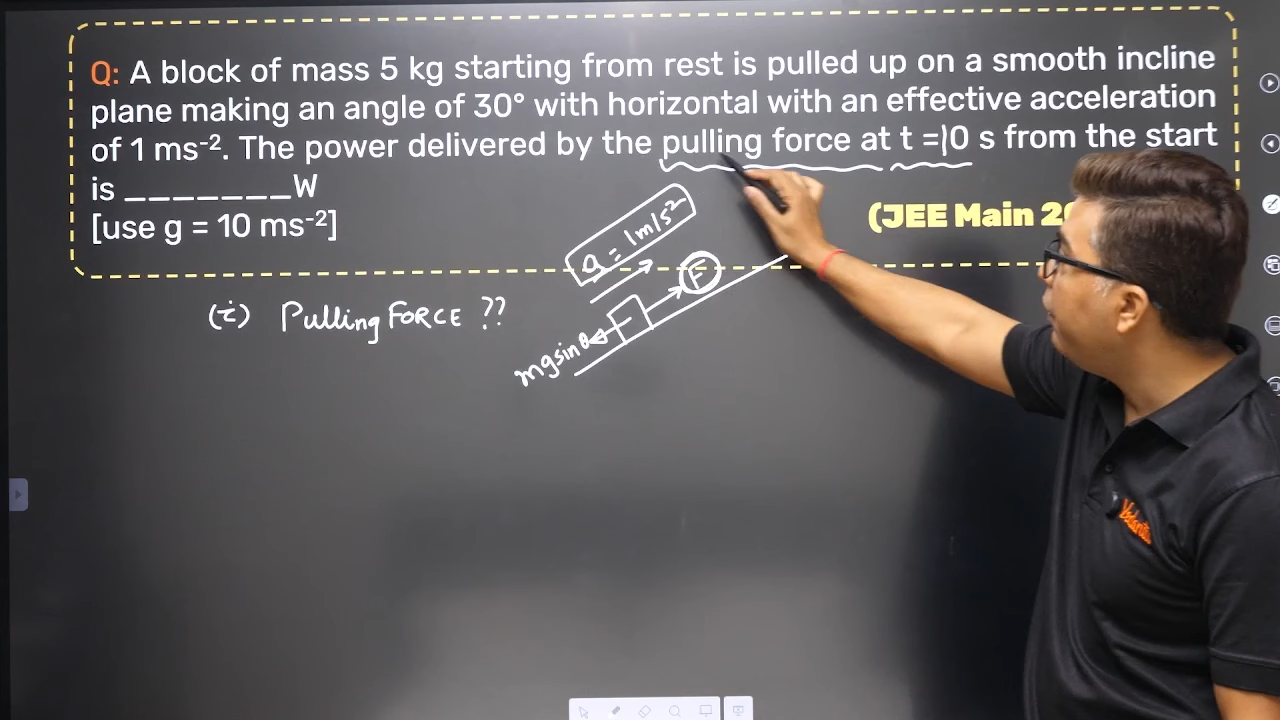 Q: A block of mass 5 kg starting from rest is pulled up on a smooth incline
plane making an angle of 30° with horizontal with an effective acceleration
of 1 ms-2. The power delivered by the pulling force at t = 10 s from the start
is _______W
[use g = 10 ms-2]
(JEE Main
a = 1m/s²
F
(i) Pulling FORCE ??
mgsinθ
Vedantu